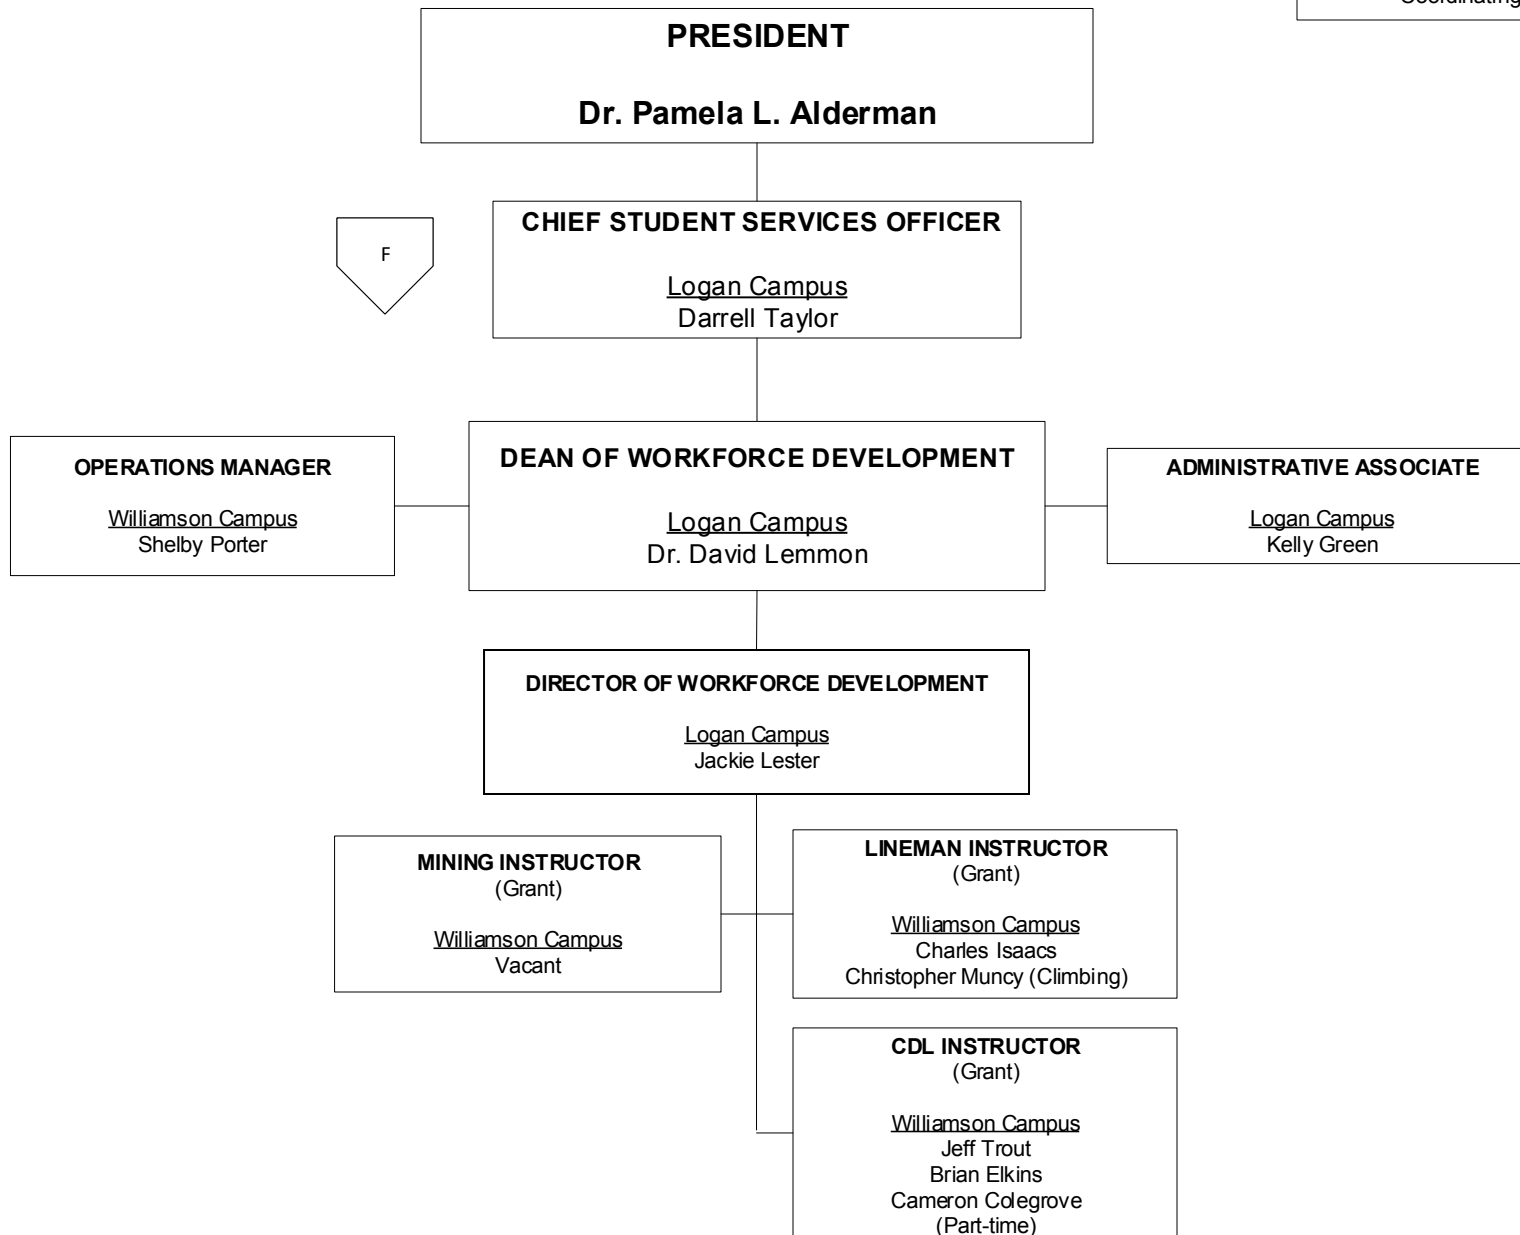 Coordinating
PRESIDENT
Dr. Pamela L. Alderman
F
CHIEF STUDENT SERVICES OFFICER
Logan Campus
Darrell Taylor
OPERATIONS MANAGER
Williamson Campus
Shelby Porter
DEAN OF WORKFORCE DEVELOPMENT
Logan Campus
Dr. David Lemmon
ADMINISTRATIVE ASSOCIATE
Logan Campus
Kelly Green
DIRECTOR OF WORKFORCE DEVELOPMENT
Logan Campus
Jackie Lester
MINING INSTRUCTOR
(Grant)
Williamson Campus
Vacant
LINEMAN INSTRUCTOR
(Grant)
Williamson Campus
Charles Isaacs
Christopher Muncy (Climbing)
CDL INSTRUCTOR
(Grant)
Williamson Campus
Jeff Trout
Brian Elkins
Cameron Colegrove
(Part-time)